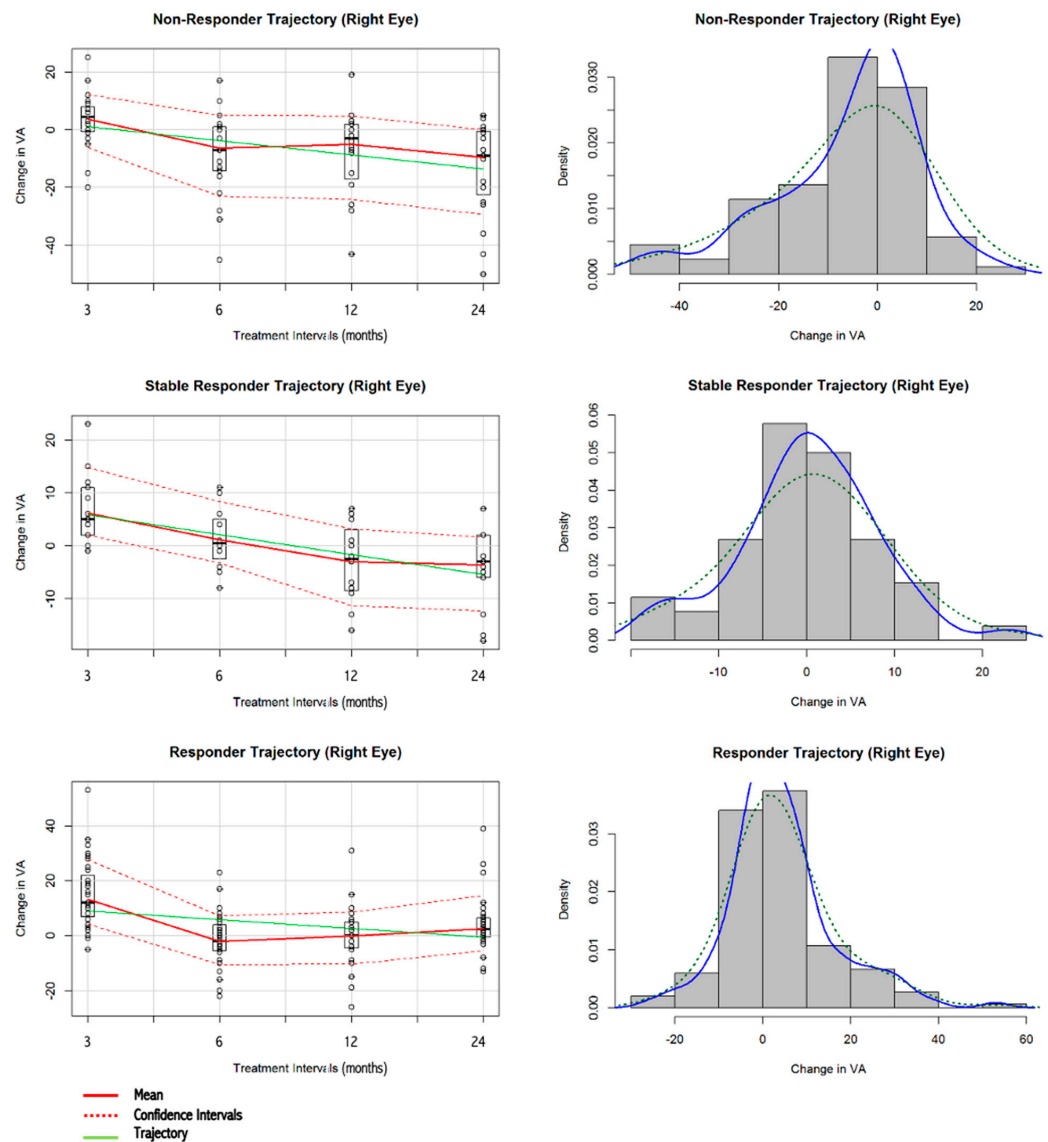 Non-Responder Trajectory (Right Eye)
Change in VA
20
0
20
40
3 6 12 24
Treatment Intervals (months)
Non-Responder Trajectory (Right Eye)
Density
0.030
0.020
0.010
0.000
-40 -20 0 20
Change in VA
Stable Responder Trajectory (Right Eye)
Change in VA
20
10
0
-10
3 6 12 24
Treatment Intervals (months)
Stable Responder Trajectory (Right Eye)
Density
0.06
0.05
0.04
0.03
0.02
0.01
0.00
-10 0 10 20
Change in VA
Responder Trajectory (Right Eye)
Change in VA
40
20
0
20
3 6 12 24
Treatment Intervals (months)
Responder Trajectory (Right Eye)
Density
0.03
0.02
0.01
0.00
-20 0 20 40 60
Change in VA
Mean
Confidence Intervals
Trajectory